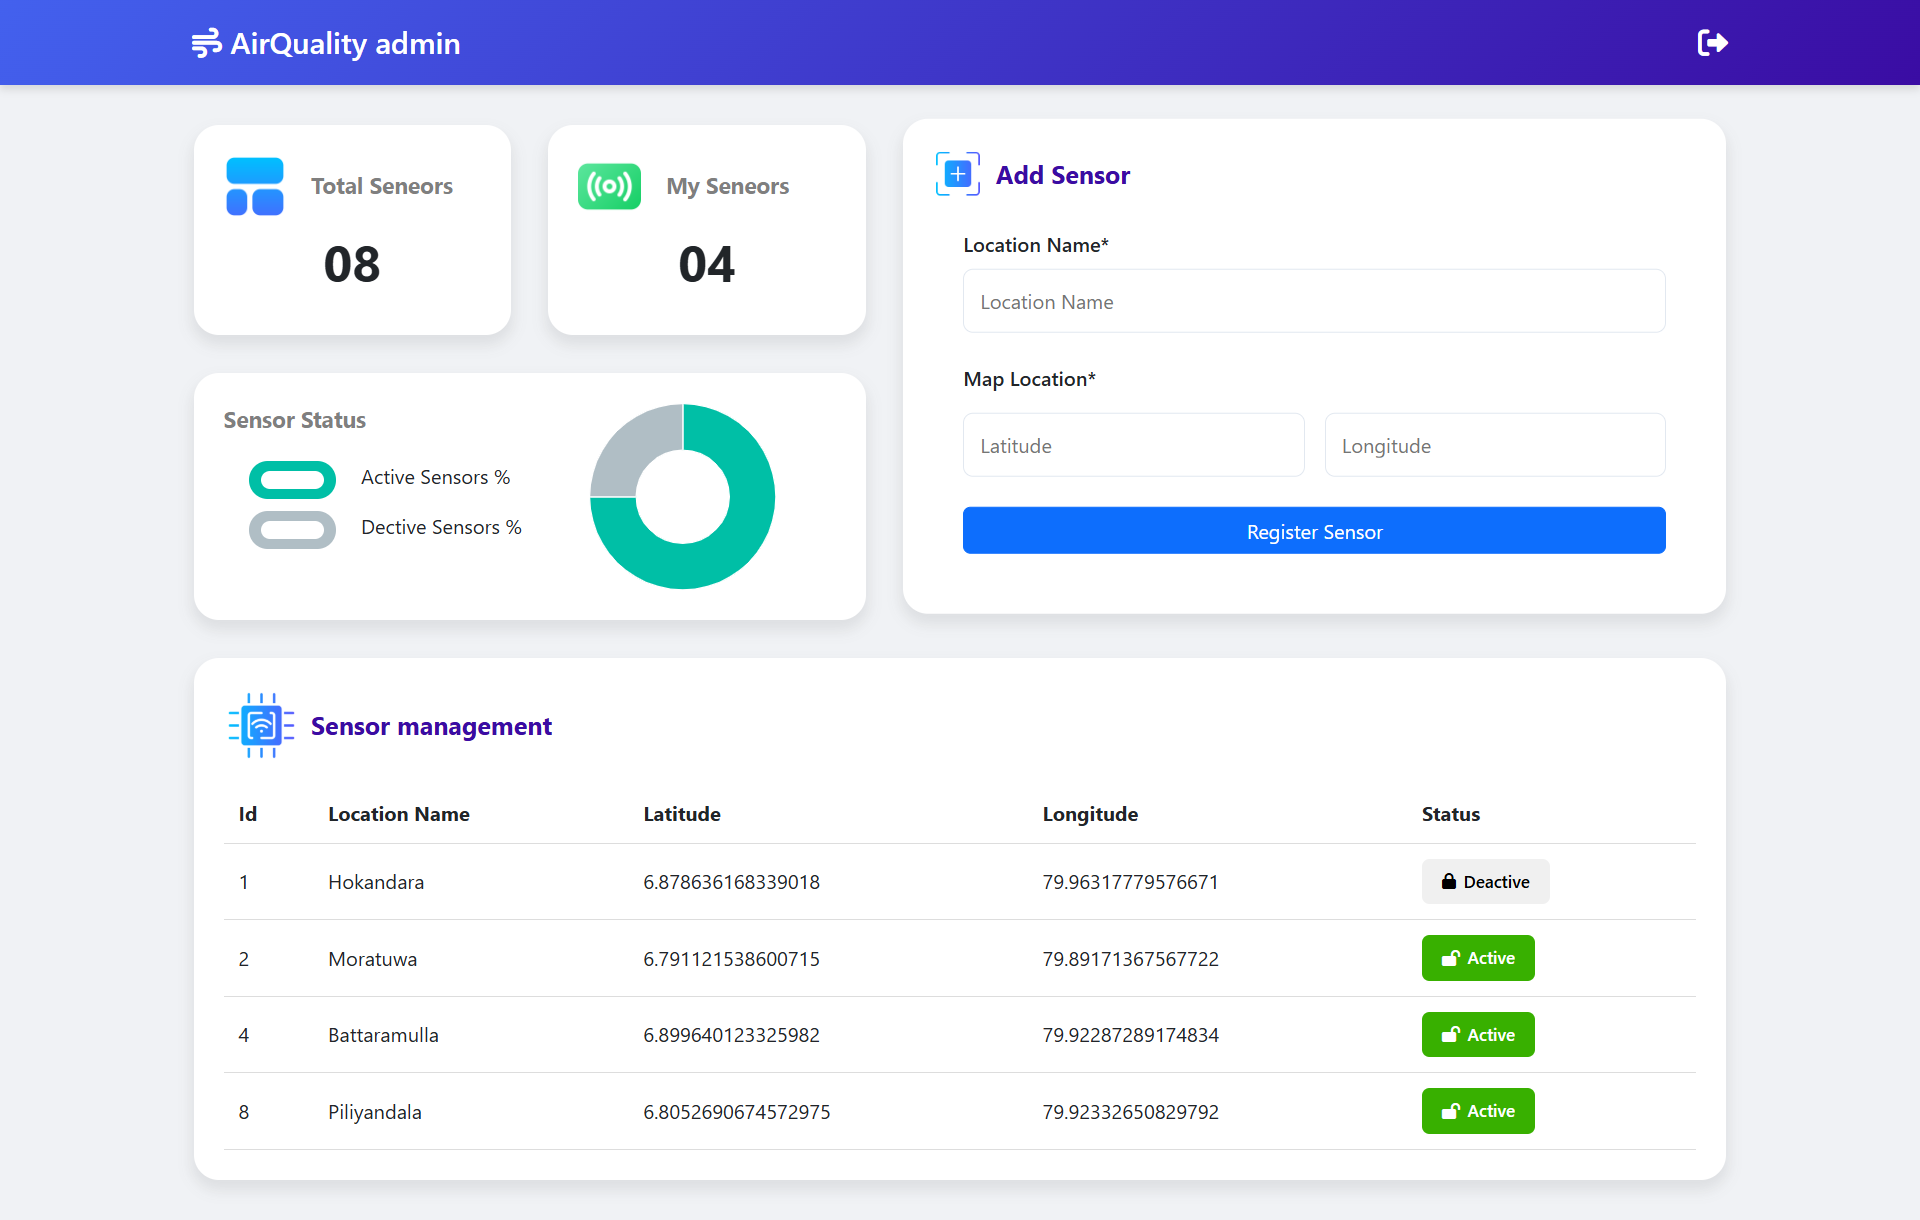 AirQuality admin
Total Seneors
08
My Seneors
04
Sensor Status
Active Sensors %
Dective Sensors %
Add Sensor
Location Name*
Location Name
Map Location*
Latitude Longitude
Register Sensor
Sensor management
Id Location Name Latitude Longitude Status
1 Hokandara 6.878636168339018 79.96317779576671 Deactive
2 Moratuwa 6.791121538600715 79.89171367567722 Active
4 Battaramulla 6.899640123325982 79.92287289174834 Active
8 Piliyandala 6.8052690674572975 79.92332650829792 Active